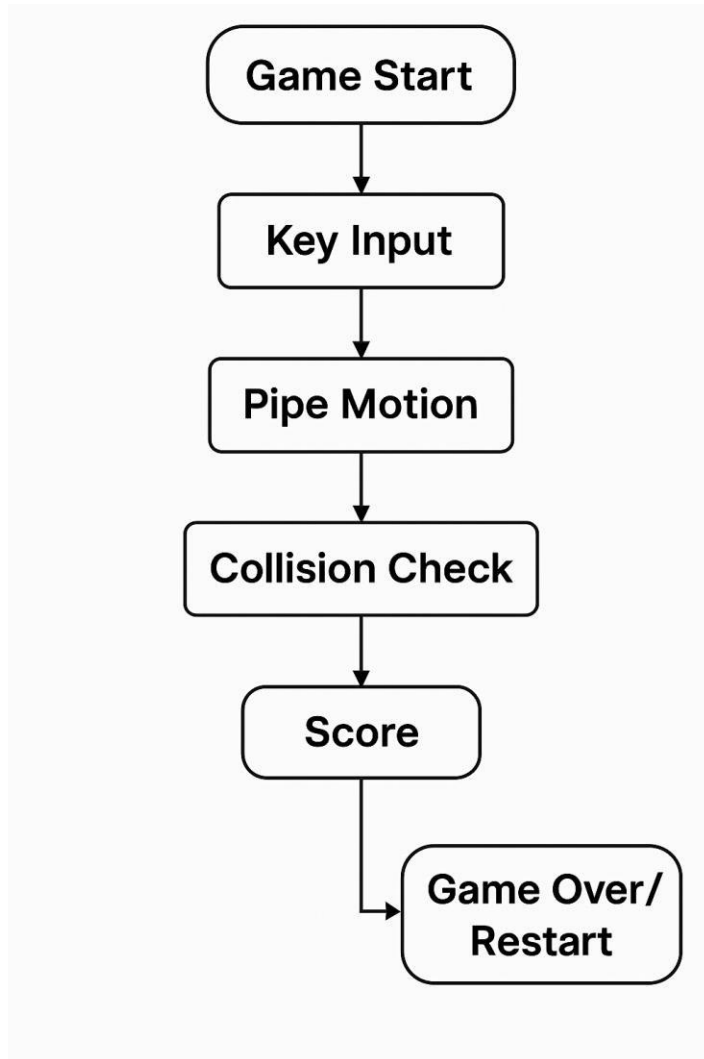 Game Start
Key Input
Pipe Motion
Collision Check
Score
Game Over/
Restart